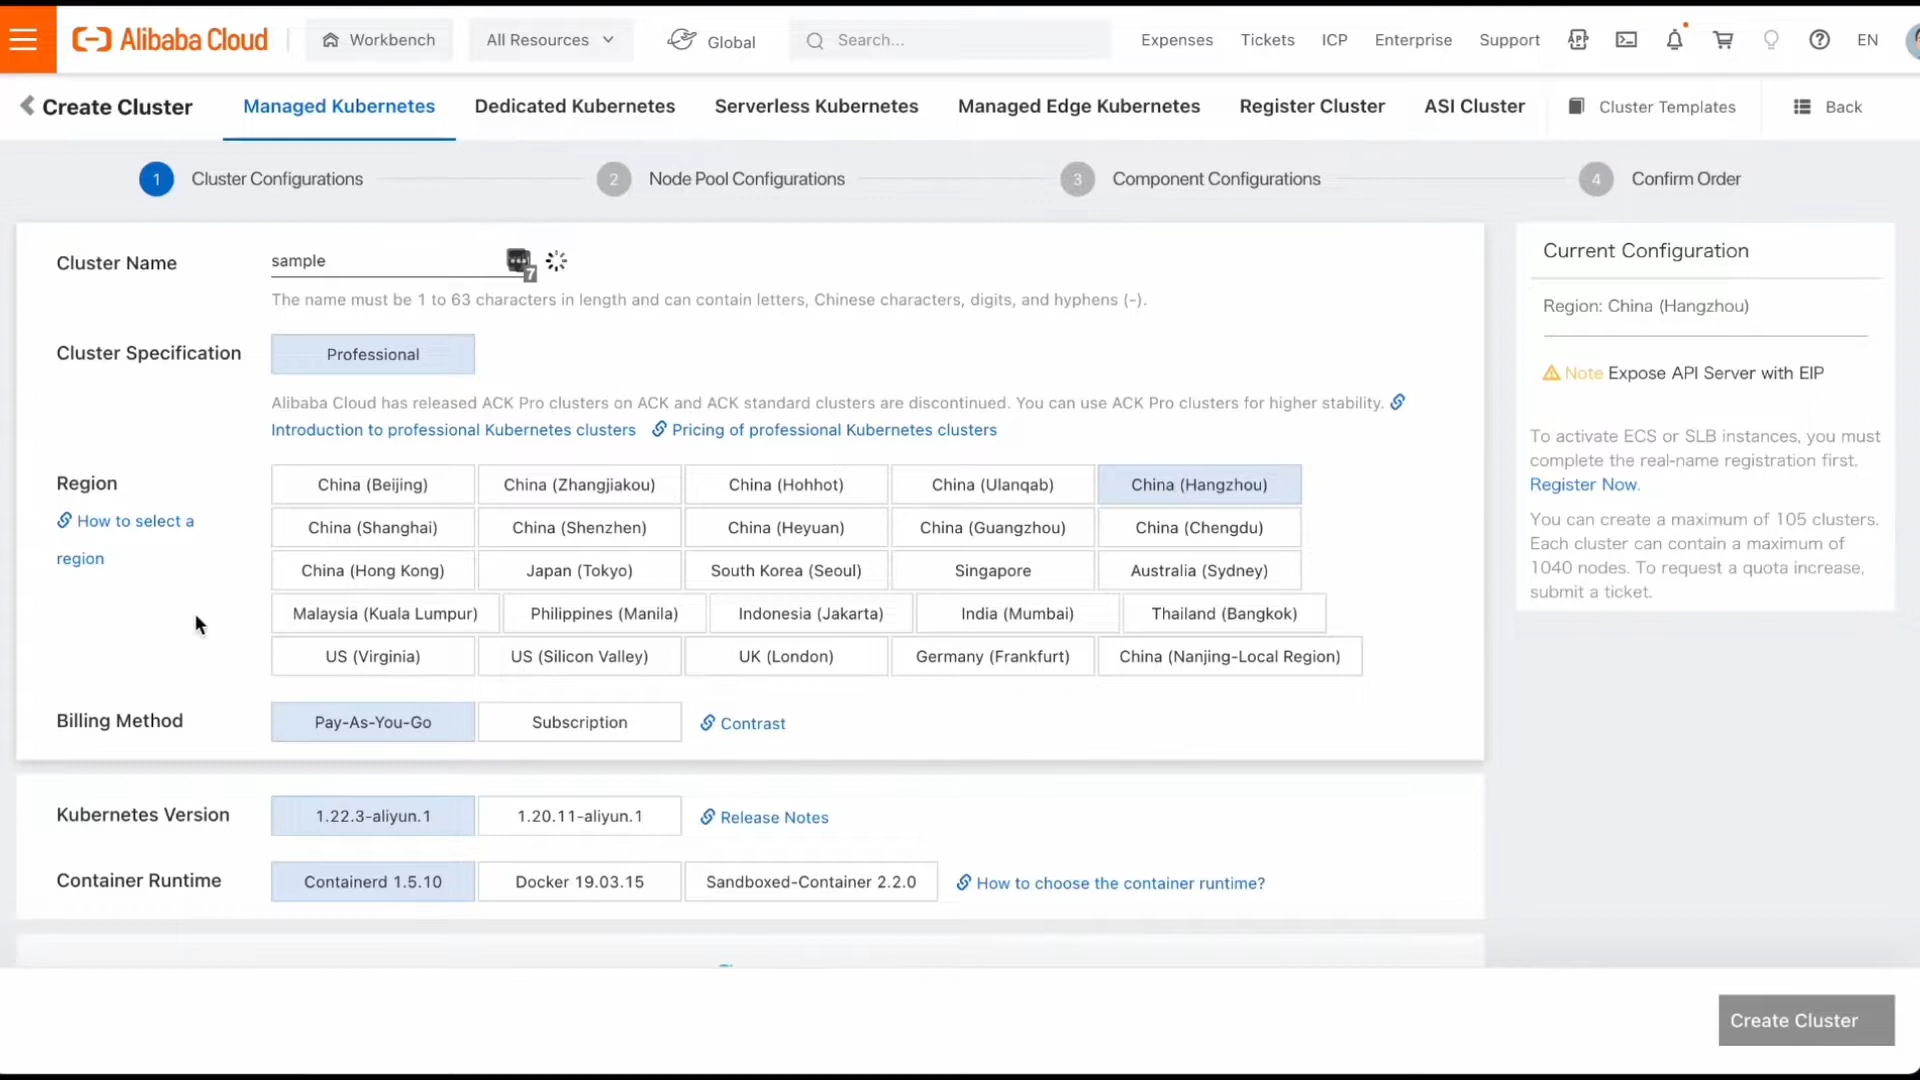 Alibaba Cloud Workbench All Resources Global Search... Expenses Tickets ICP Enterprise Support EN
Create Cluster Managed Kubernetes Dedicated Kubernetes Serverless Kubernetes Managed Edge Kubernetes Register Cluster ASI Cluster Cluster Templates Back
1 Cluster Configurations 2 Node Pool Configurations 3 Component Configurations 4 Confirm Order
Cluster Name sample 7
The name must be 1 to 63 characters in length and can contain letters, Chinese characters, digits, and hyphens (-).
Cluster Specification Professional
Alibaba Cloud has released ACK Pro clusters on ACK and ACK standard clusters are discontinued. You can use ACK Pro clusters for higher stability.
Introduction to professional Kubernetes clusters Pricing of professional Kubernetes clusters
Region
How to select a
region
China (Beijing) China (Zhangjiakou) China (Hohhot) China (Ulanqab) China (Hangzhou)
China (Shanghai) China (Shenzhen) China (Heyuan) China (Guangzhou) China (Chengdu)
China (Hong Kong) Japan (Tokyo) South Korea (Seoul) Singapore Australia (Sydney)
Malaysia (Kuala Lumpur) Philippines (Manila) Indonesia (Jakarta) India (Mumbai) Thailand (Bangkok)
US (Virginia) US (Silicon Valley) UK (London) Germany (Frankfurt) China (Nanjing-Local Region)
Billing Method Pay-As-You-Go Subscription Contrast
Kubernetes Version 1.22.3-aliyun.1 1.20.11-aliyun.1 Release Notes
Container Runtime Containerd 1.5.10 Docker 19.03.15 Sandboxed-Container 2.2.0 How to choose the container runtime?
Current Configuration
Region: China (Hangzhou)
Note Expose API Server with EIP
To activate ECS or SLB instances, you must
complete the real-name registration first.
Register Now.
You can create a maximum of 105 clusters.
Each cluster can contain a maximum of
1040 nodes. To request a quota increase,
submit a ticket.
Create Cluster